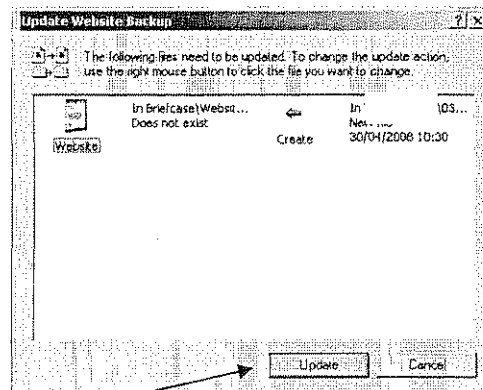 Update Website Backup
The following files need to be updated. To change the update action,
use the right mouse button to click the file you want to change.
Website
In Briefcase\Websit...
Does not exist
Create
In \03...
30/04/2008 10:30
Update
Cancel